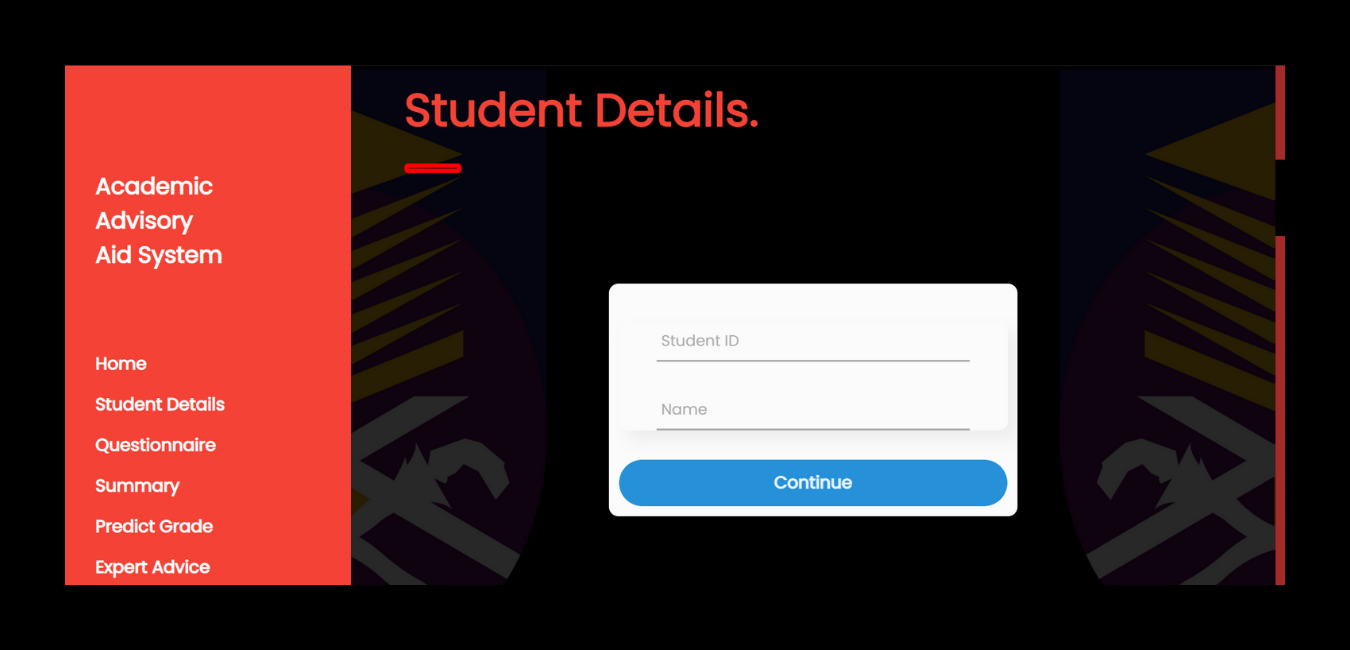 Academic
Advisory
Aid System
Home
Student Details
Questionnaire
Summary
Predict Grade
Expert Advice
Student Details.
Student ID
Name
Continue